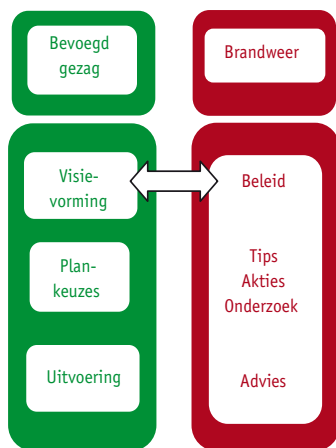 Bevoegd
gezag
Brandweer
Visie-
vorming
Plan-
keuzes
Uitvoering
Beleid
Tips
Akties
Onderzoek
Advies